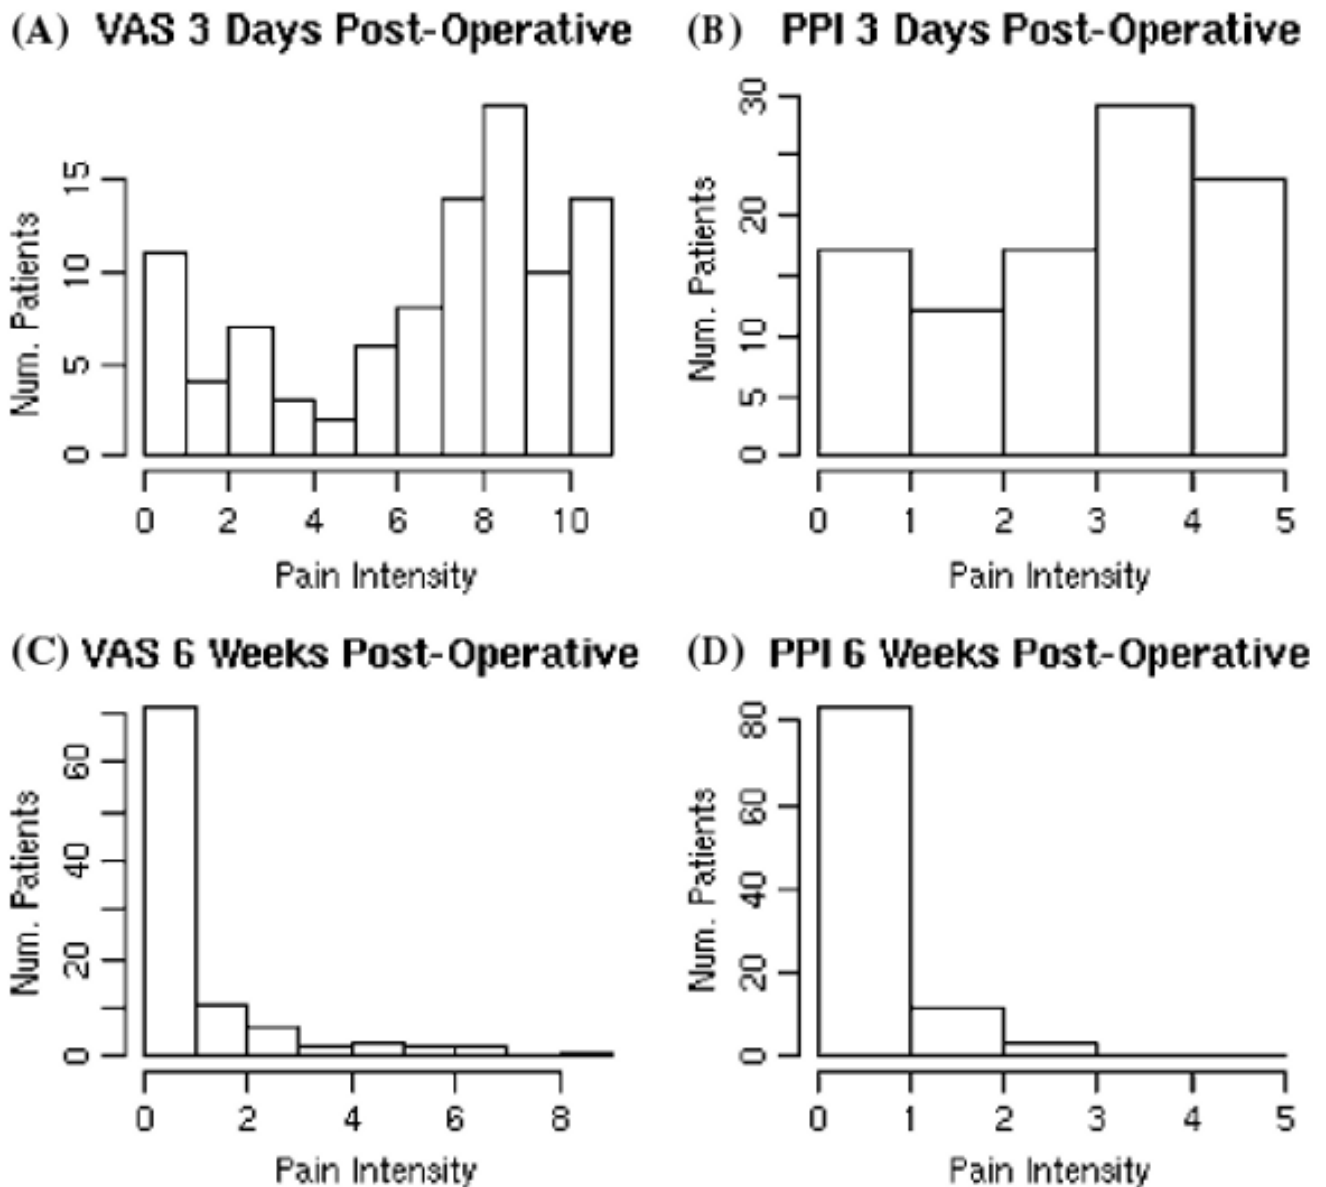 (A) VAS 3 Days Post-Operative
15
10
5
0
Num. Patients
0 2 4 6 8 10
Pain Intensity
(B) PPI 3 Days Post-Operative
30
20
10
5
0
Num. Patients
0 1 2 3 4 5
Pain Intensity
(C) VAS 6 Weeks Post-Operative
60
40
20
0
Num. Patients
0 2 4 6 8
Pain Intensity
(D) PPI 6 Weeks Post-Operative
80
60
40
20
0
Num. Patients
0 1 2 3 4 5
Pain Intensity